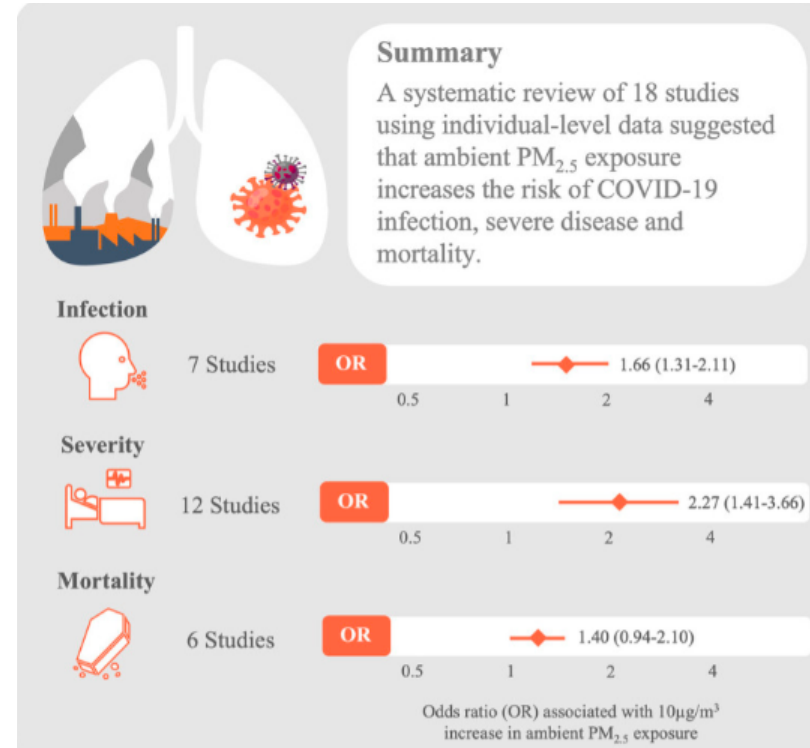 Summary
A systematic review of 18 studies
using individual-level data suggested
that ambient PM₂.₅ exposure
increases the risk of COVID-19
infection, severe disease and
mortality.
Infection
7 Studies
OR
1.66 (1.31-2.11)
0.5 1 2 4
Severity
12 Studies
OR
2.27 (1.41-3.66)
0.5 1 2 4
Mortality
6 Studies
OR
1.40 (0.94-2.10)
0.5 1 2 4
Odds ratio (OR) associated with 10µg/m³
increase in ambient PM₂.₅ exposure